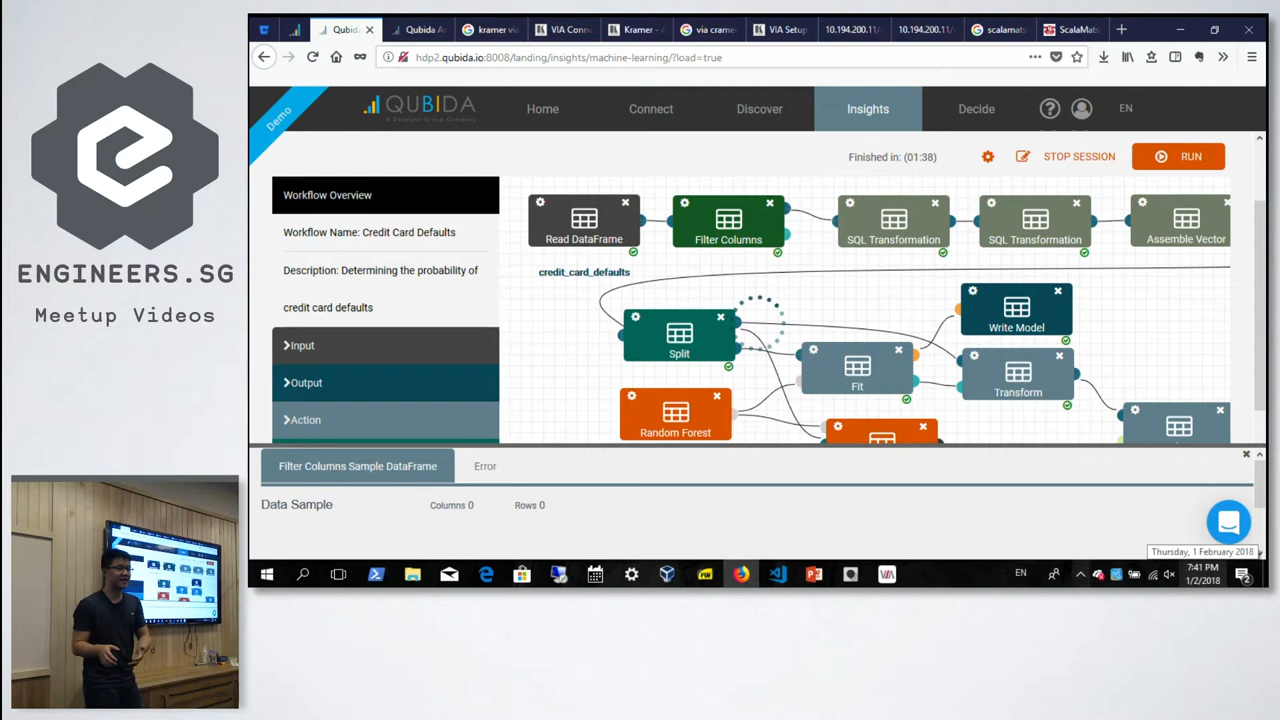 ENGINEERS.SG
Meetup Videos
Qubida
Qubida A
kramer via
VIA Conn
Kramer - A
via crame
VIA Setup
10.194.200.11/
10.194.200.11/
scalamats
ScalaMats
hdp2.qubida.io:8008/landing/insights/machine-learning/?load=true
Demo
QUBIDA
Home
Connect
Discover
Insights
Decide
EN
Finished in: (01:38)
STOP SESSION
RUN
Workflow Overview
Workflow Name: Credit Card Defaults
Description: Determining the probability of
credit card defaults
Input
Output
Action
Read DataFrame
Filter Columns
SQL Transformation
SQL Transformation
Assemble Vector
credit_card_defaults
Write Model
Split
Fit
Transform
Random Forest
Filter Columns Sample DataFrame
Error
Data Sample
Columns 0
Rows 0
Thursday, 1 February 2018
EN
7:41 PM
1/2/2018
2